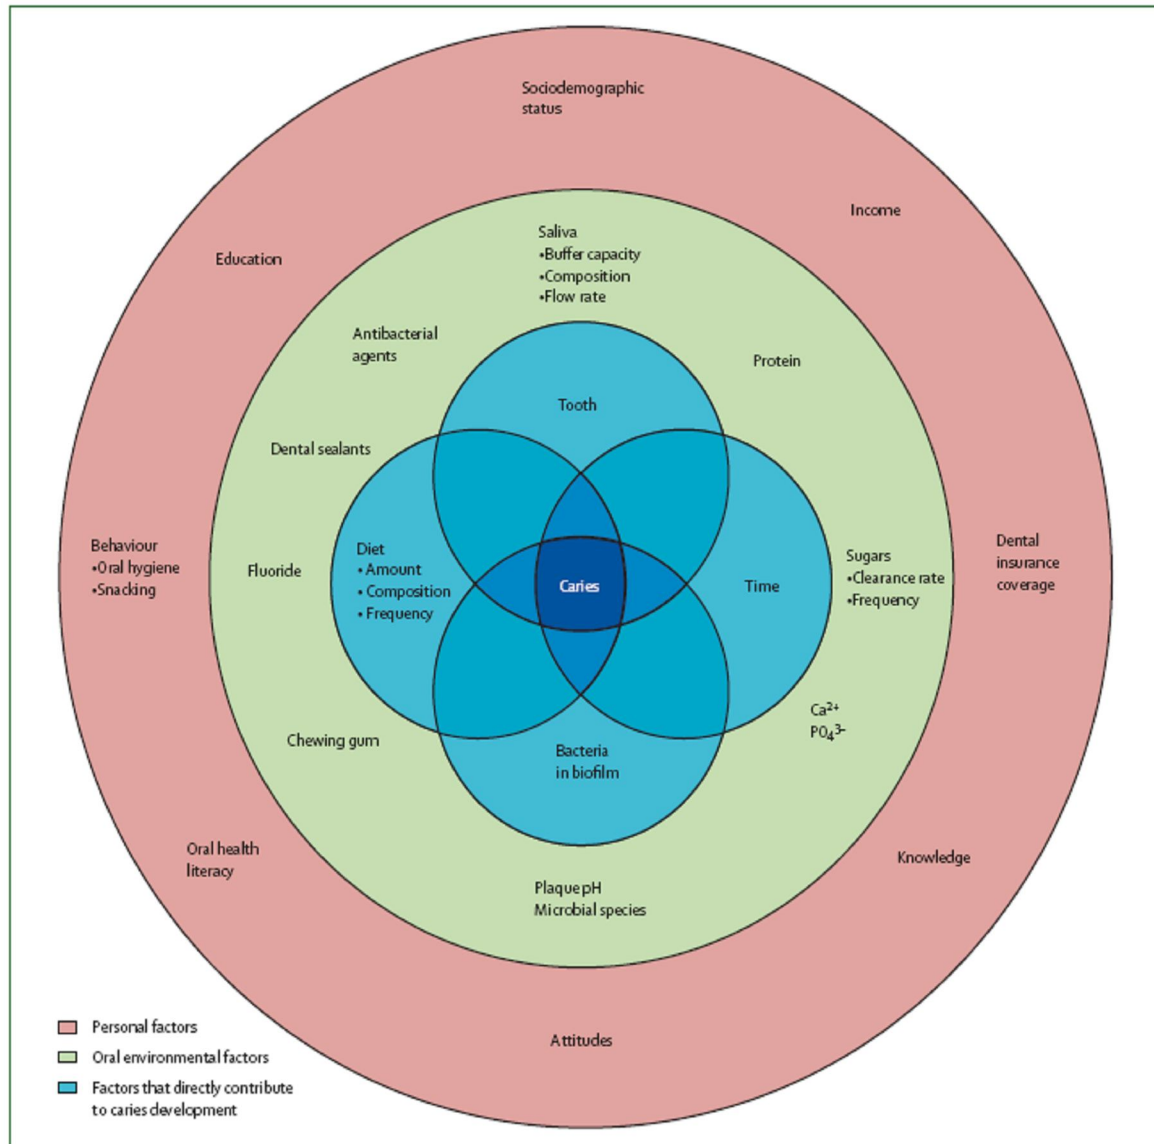 Sociodemographic
status
Income
Education
Saliva
•Buffer capacity
•Composition
•Flow rate
Antibacterial
agents
Protein
Tooth
Dental sealants
Behaviour
•Oral hygiene
•Snacking
Fluoride
Diet
• Amount
• Composition
• Frequency
Caries
Time
Sugars
•Clearance rate
•Frequency
Dental
insurance
coverage
Ca²⁺
PO₄³⁻
Chewing gum
Bacteria
in biofilm
Oral health
literacy
Knowledge
Plaque pH
Microbial species
Attitudes
Personal factors
Oral environmental factors
Factors that directly contribute
to caries development